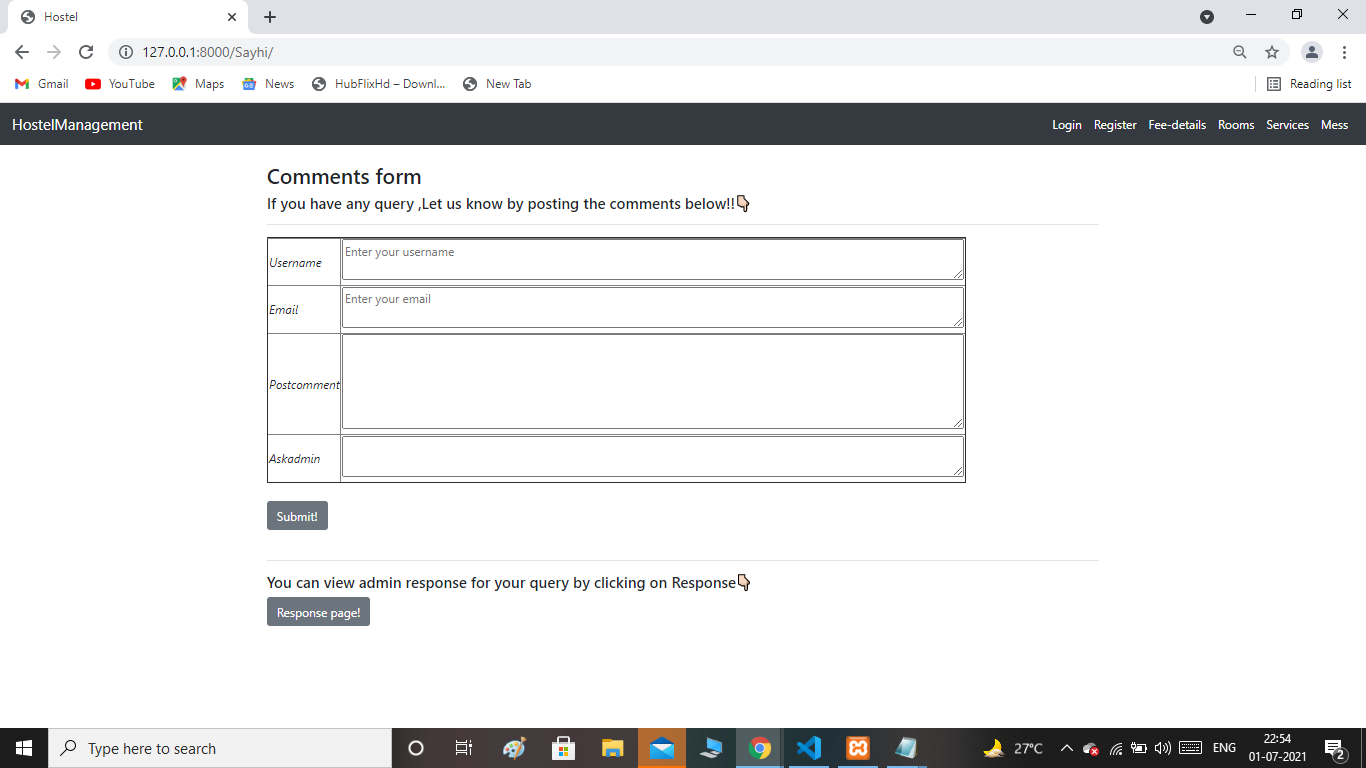 Hostel
127.0.0.1:8000/Sayhi/
Gmail YouTube Maps News HubFlixHd – Downl... New Tab Reading list
HostelManagement Login Register Fee-details Rooms Services Mess
Comments form
If you have any query ,Let us know by posting the comments below!!👇
Username Enter your username
Email Enter your email
Postcomment
Askadmin
Submit!
You can view admin response for your query by clicking on Response👇
Response page!
Type here to search 27°C ENG 22:54
01-07-2021 2